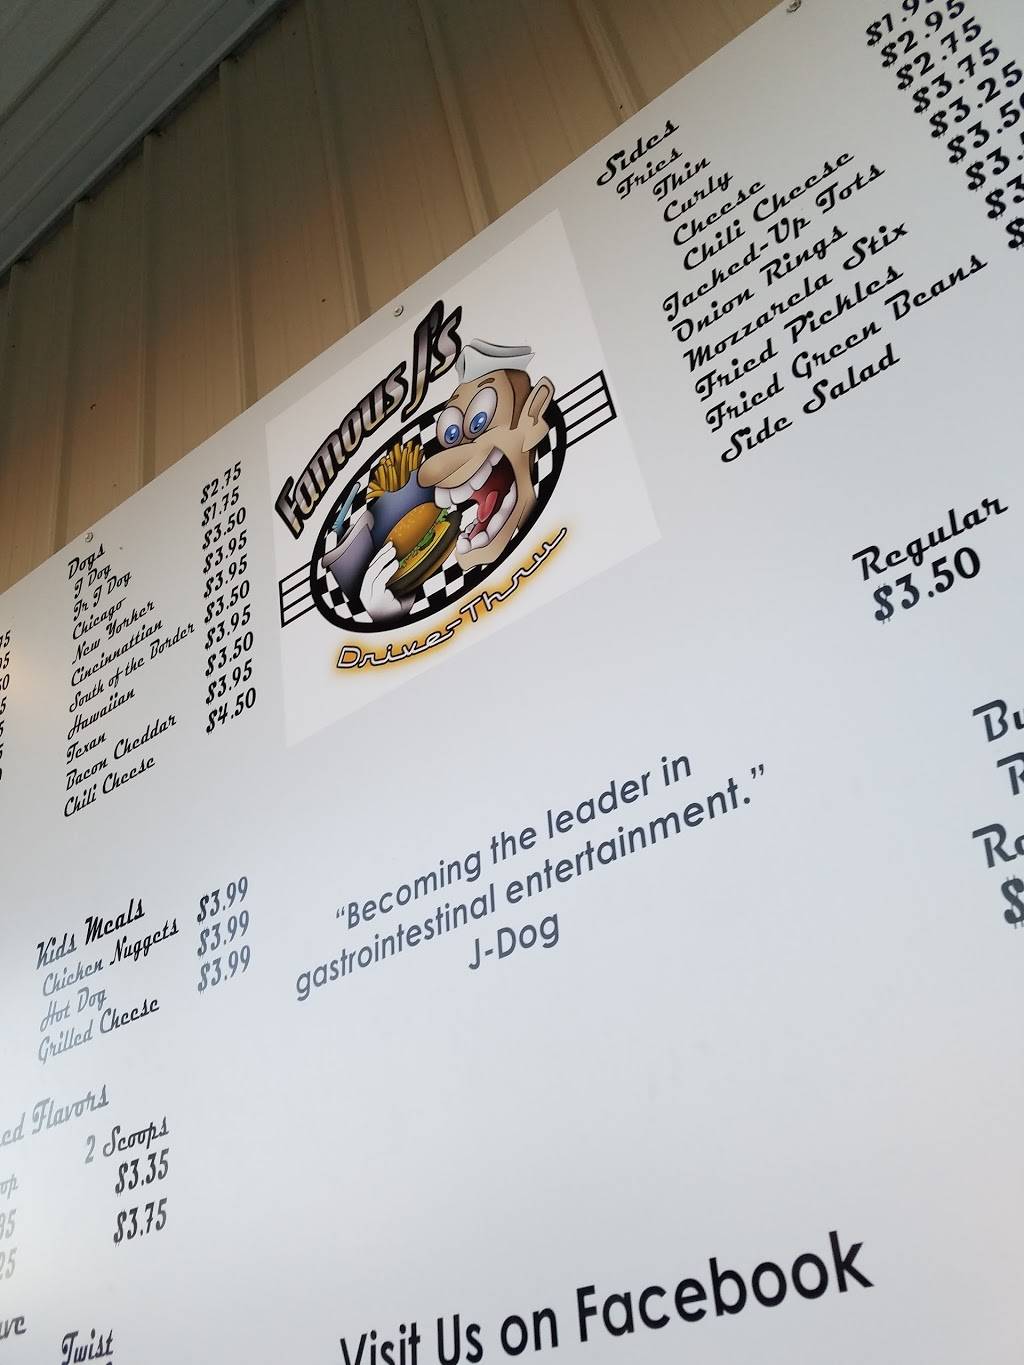 Famous J's
Drive-Thru
Dogs
J Dog $2.75
Jr J Dog $1.75
Chicago $3.50
New Yorker $3.95
Cincinnattian $3.95
South of the Border $3.50
Hawaiian $3.95
Texan $3.50
Bacon Cheddar $3.95
Chili Cheese $4.50
Kids Meals
Chicken Nuggets $3.99
Hot Dog $3.99
Grilled Cheese $3.99
Flavors
2 Scoops
$3.35
$3.75
Twist
Sides
Fries
Thin
Curly $2.95
Cheese $2.75
Chili Cheese $3.75
Jacked-Up Tots $3.25
Onion Rings
Mozzarela Stix
Fried Pickles
Fried Green Beans
Side Salad
Regular
$3.50
"Becoming the leader in
gastrointestinal entertainment."
J-Dog
Visit Us on Facebook